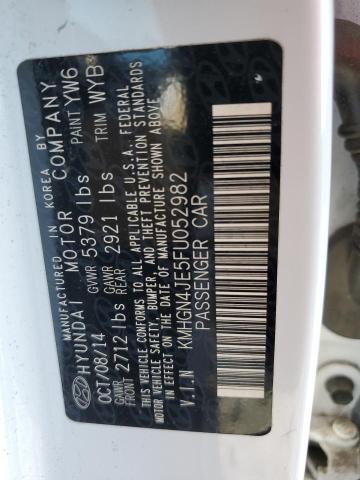 MANUFACTURED IN KOREA BY
HYUNDAI MOTOR COMPANY
OCT/08/14 GVWR 5379 lbs PAINT YW6
GAWR FRONT 2712 lbs GAWR REAR 2921 lbs TRIM WYB
THIS VEHICLE CONFORMS TO ALL APPLICABLE U.S.A. FEDERAL
MOTOR VEHICLE SAFETY, BUMPER, AND THEFT PREVENTION STANDARDS
IN EFFECT ON THE DATE OF MANUFACTURE SHOWN ABOVE
V.I.N KMHGN4JE5FU052982
PASSENGER CAR